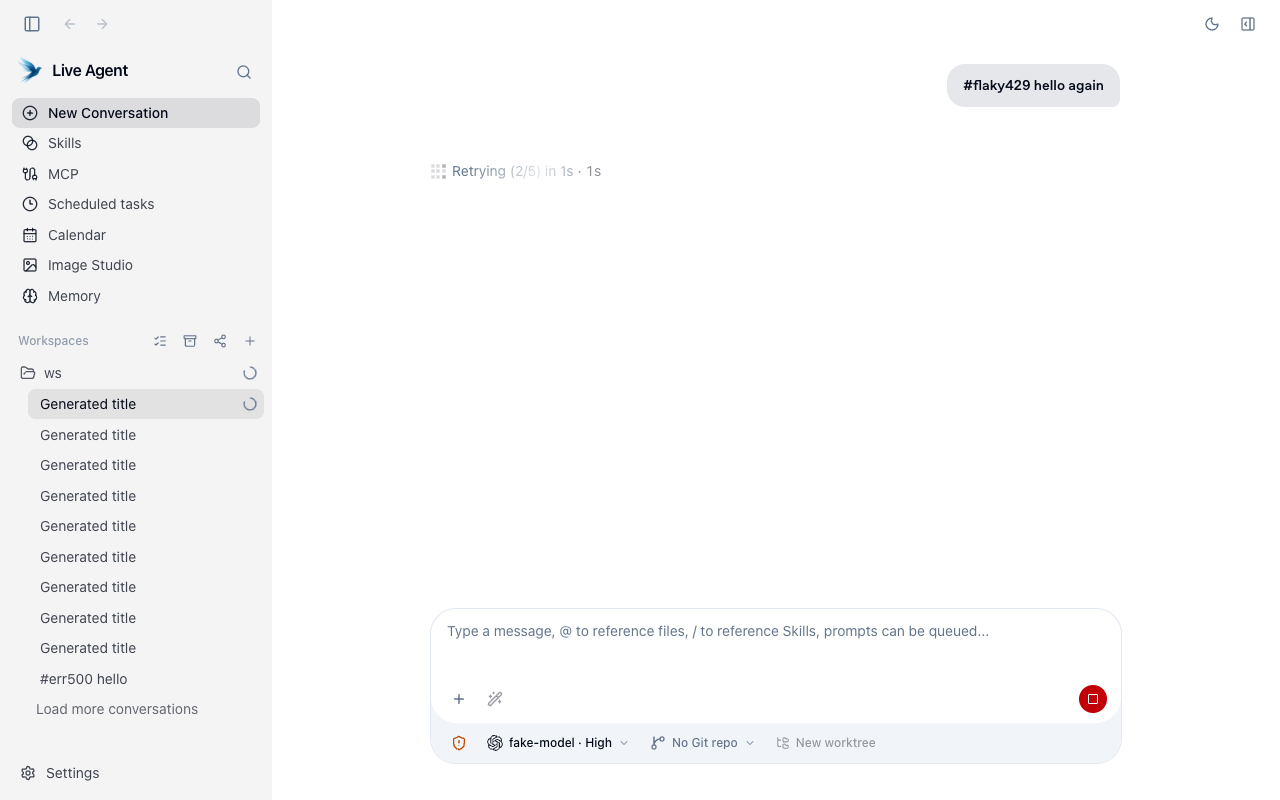 Live Agent
New Conversation
Skills
MCP
Scheduled tasks
Calendar
Image Studio
Memory
Workspaces
ws
Generated title
Generated title
Generated title
Generated title
Generated title
Generated title
Generated title
Generated title
Generated title
#err500 hello
Load more conversations
Settings
#flaky429 hello again
Retrying (2/5) in 1s · 1s
Type a message, @ to reference files, / to reference Skills, prompts can be queued...
fake-model · High
No Git repo
New worktree